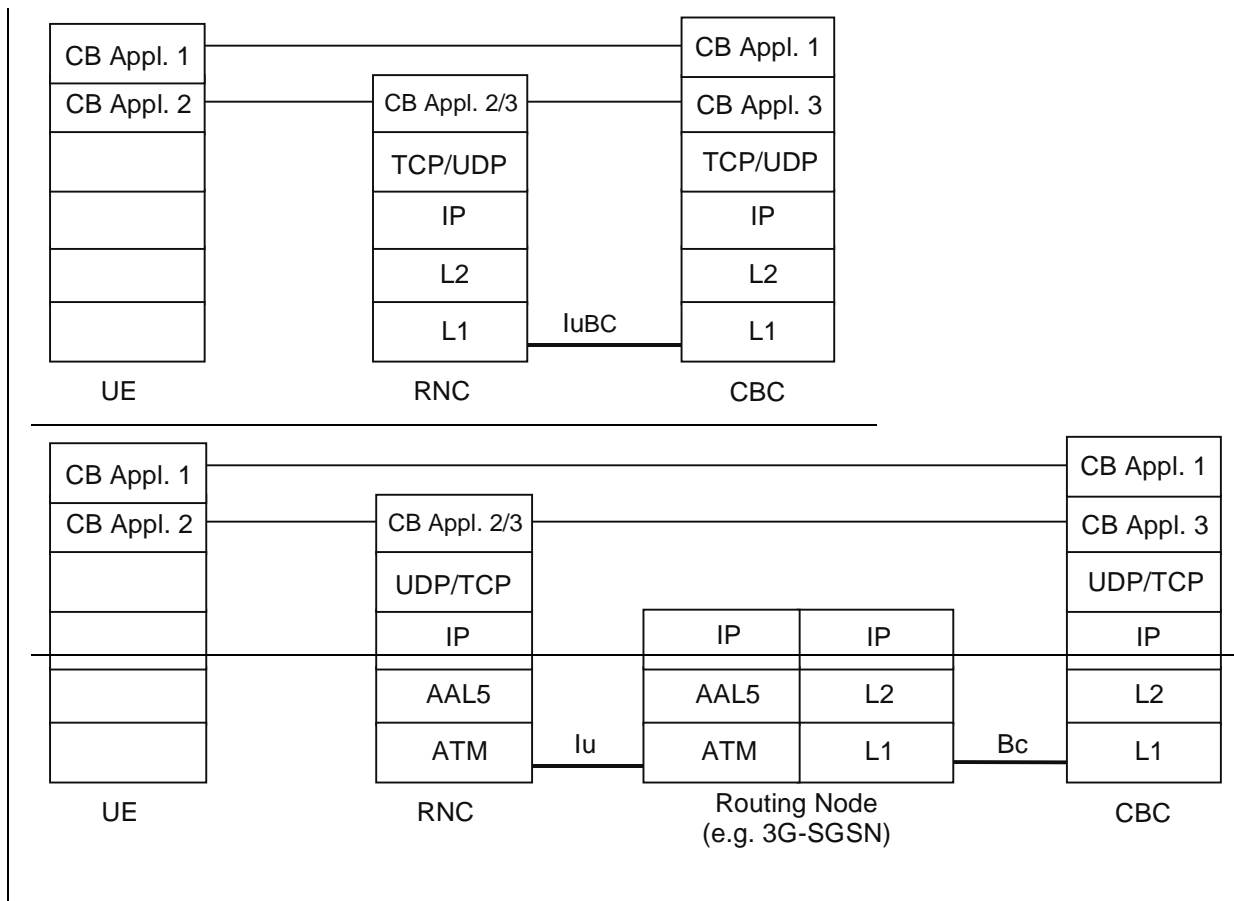 CB Appl. 1
CB Appl. 1
CB Appl. 2
CB Appl. 2/3
CB Appl. 3
TCP/UDP
TCP/UDP
IP
IP
L2
L2
L1
IuBC
L1
UE
RNC
CBC
CB Appl. 1
CB Appl. 1
CB Appl. 2
CB Appl. 2/3
CB Appl. 3
UDP/TCP
UDP/TCP
IP
IP
IP
IP
AAL5
AAL5
L2
L2
ATM
Iu
ATM
L1
Bc
L1
UE
RNC
Routing Node
(e.g. 3G-SGSN)
CBC